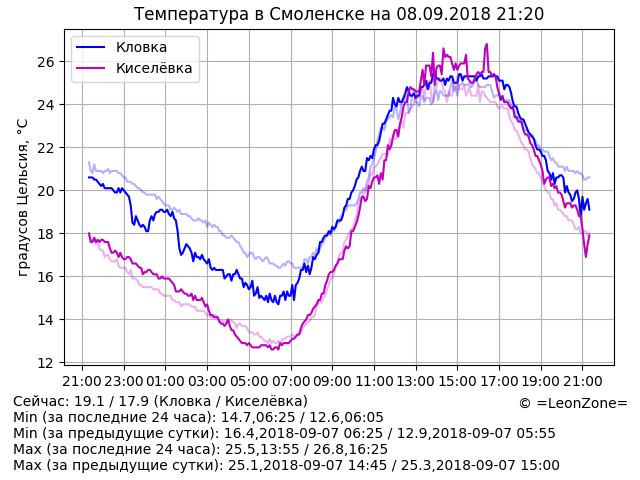 Температура в Смоленске на 08.09.2018 21:20
Кловка
Киселёвка
градусов Цельсия, °C
26
24
22
20
18
16
14
12
21:00 23:00 01:00 03:00 05:00 07:00 09:00 11:00 13:00 15:00 17:00 19:00 21:00
Сейчас: 19.1 / 17.9 (Кловка / Киселёвка)
© =LeonZone=
Min (за последние 24 часа): 14.7,06:25 / 12.6,06:05
Min (за предыдущие сутки): 16.4,2018-09-07 06:25 / 12.9,2018-09-07 05:55
Max (за последние 24 часа): 25.5,13:55 / 26.8,16:25
Max (за предыдущие сутки): 25.1,2018-09-07 14:45 / 25.3,2018-09-07 15:00